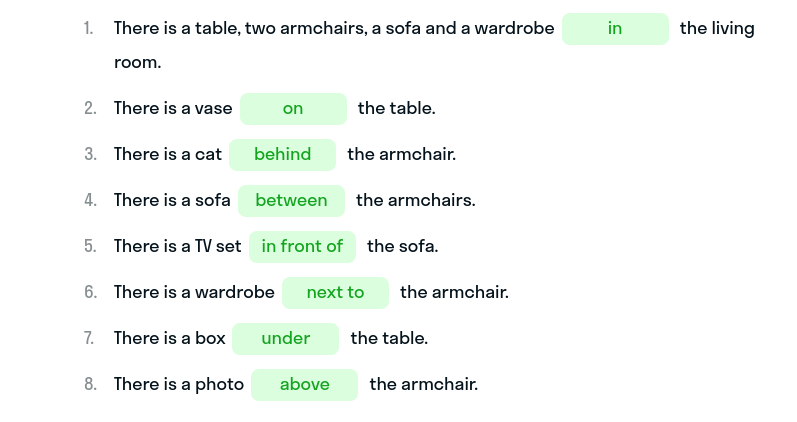 1. There is a table, two armchairs, a sofa and a wardrobe in the living
room.
2. There is a vase on the table.
3. There is a cat behind the armchair.
4. There is a sofa between the armchairs.
5. There is a TV set in front of the sofa.
6. There is a wardrobe next to the armchair.
7. There is a box under the table.
8. There is a photo above the armchair.